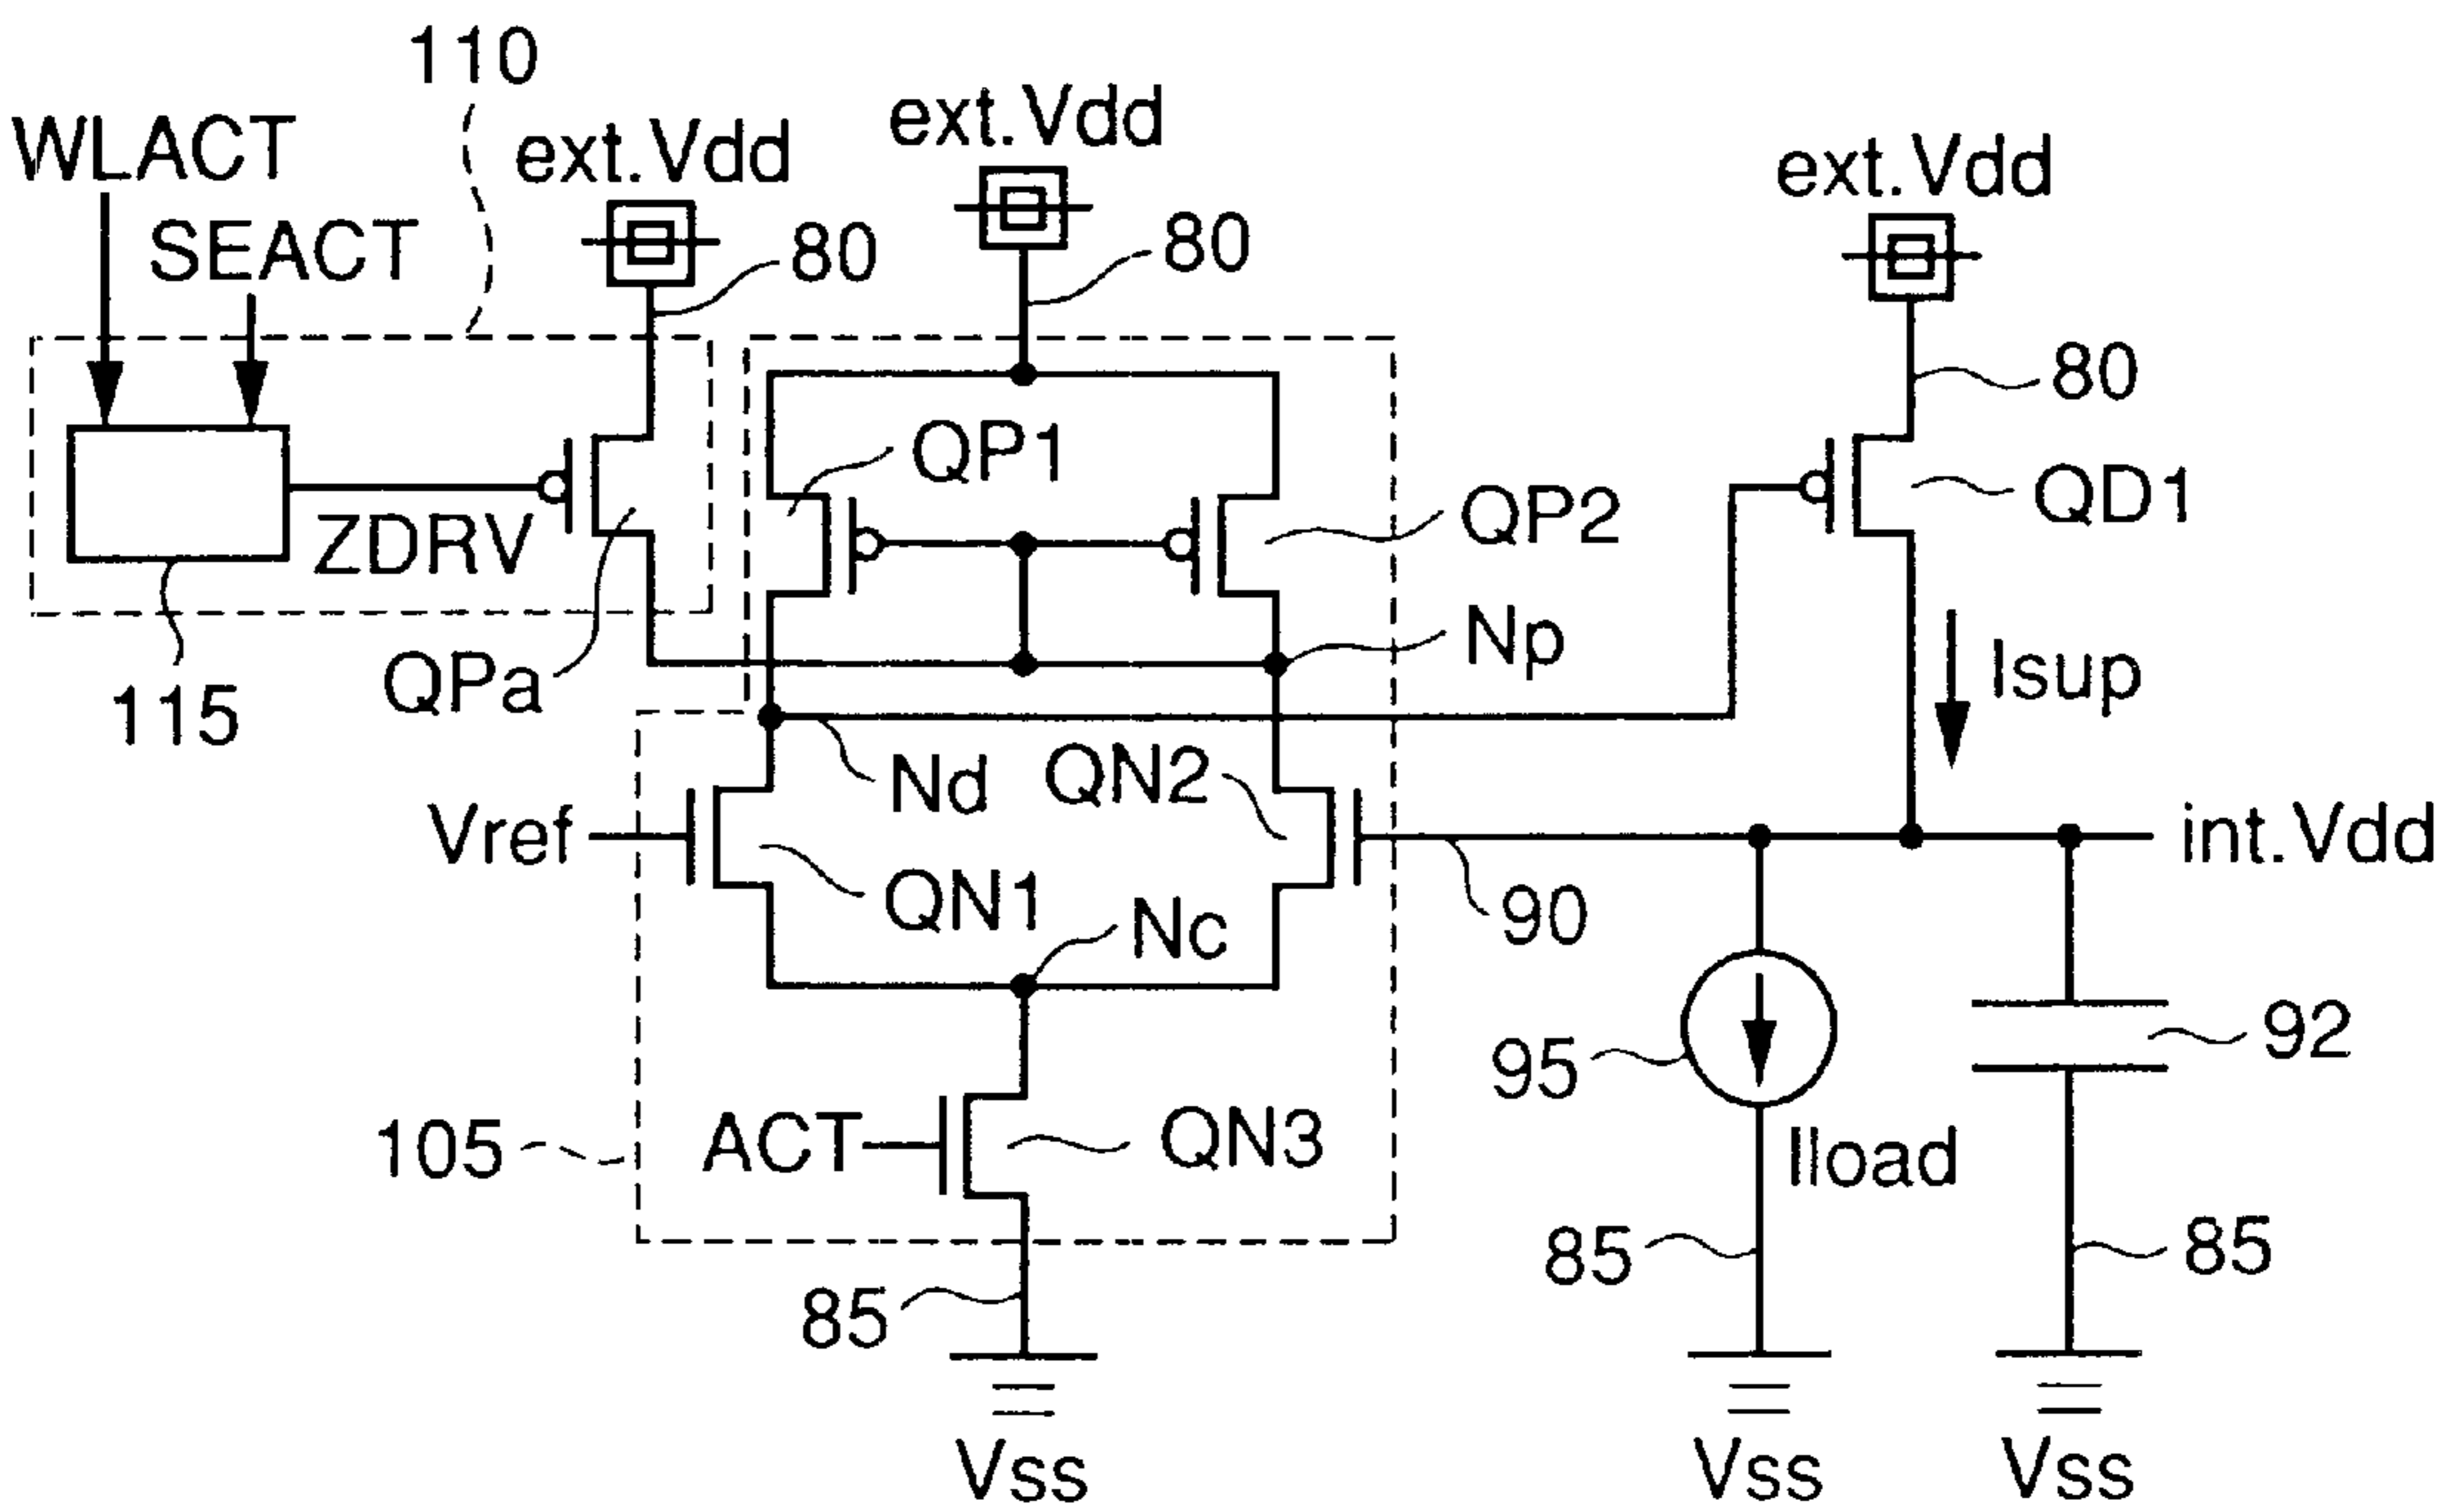 110
WLACT
ext.Vdd
ext.Vdd
ext.Vdd
SEACT
80
80
80
QP1
QP2
QD1
ZDRV
Np
QPa
Isup
115
Nd
QN2
Vref
int.Vdd
QN1
Nc
90
92
95
105
ACT
QN3
Iload
85
85
85
Vss
Vss
Vss